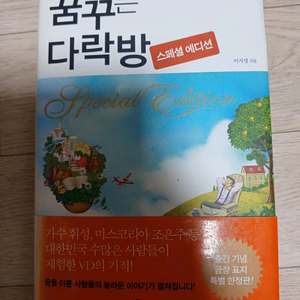 꿈꾸는
다락방
스페셜 에디션
이지성 지음
Special Edition
가수 휘성, 미스코리아 조은주
대한민국 수많은 사람들이
체험한 VD의 기적!
꿈을 이룬 사람들의 놀라운 이야기가 펼쳐집니다!
출간 기념
금장 표지
특별 한정판!